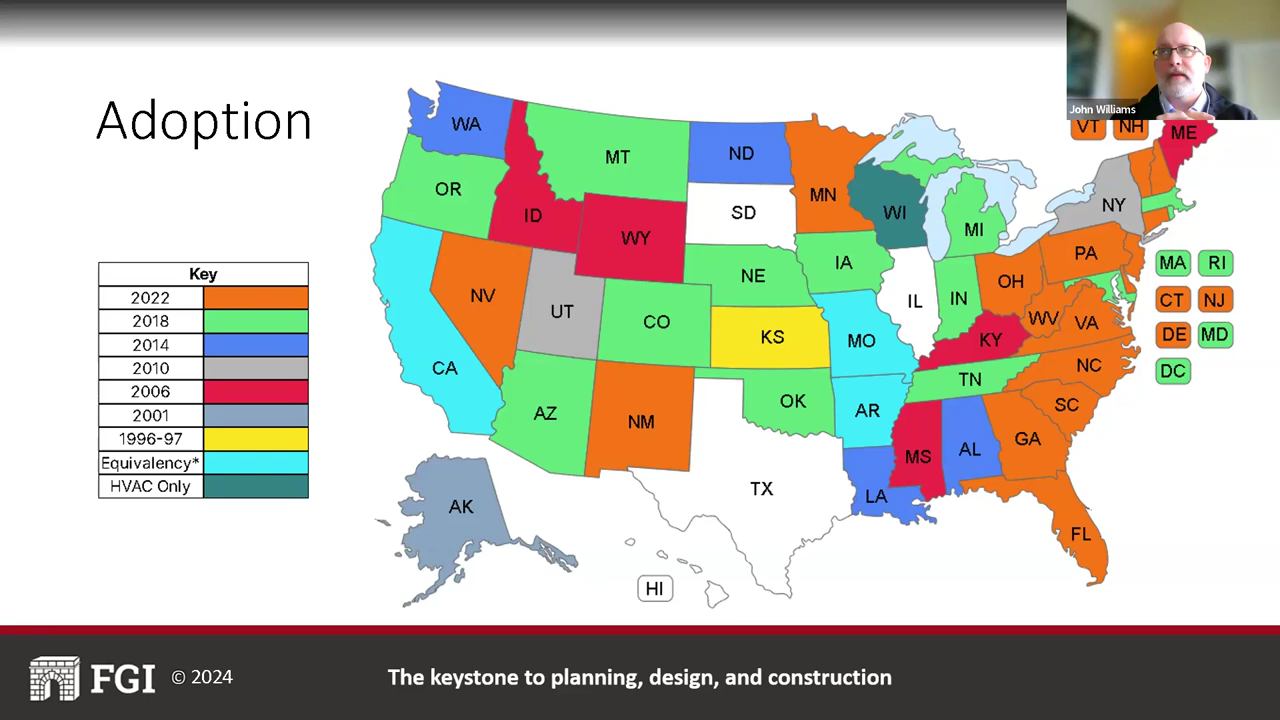 John Williams
Adoption
VT NH ME
WA
MT
ND
OR
MN
ID
SD
WI
NY
WY
MI
MA RI
IA
PA
NE
OH
NV
IL
IN
CT NJ
UT
CO
WV
VA
KS
KY
DE MD
MO
CA
NC
DC
TN
OK
AR
SC
AZ
NM
GA
MS
AL
TX
LA
AK
FL
HI
Key
2022
2018
2014
2010
2006
2001
1996-97
Equivalency*
HVAC Only
FGI © 2024
The keystone to planning, design, and construction